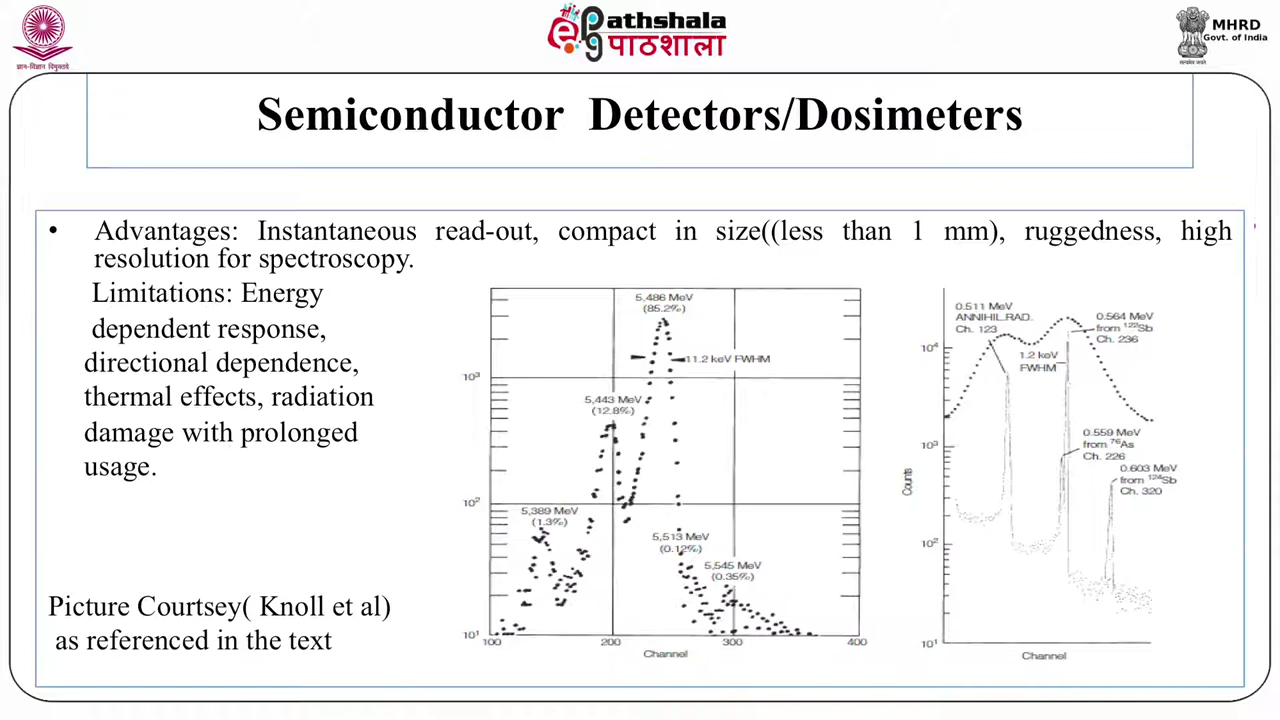 ज्ञान-विज्ञान विमुक्तये
ePathshala
पाठशाला
MHRD
Govt. of India
सत्यमेव जयते
Semiconductor Detectors/Dosimeters
• Advantages: Instantaneous read-out, compact in size((less than 1 mm), ruggedness, high
resolution for spectroscopy.
Limitations: Energy
dependent response,
directional dependence,
thermal effects, radiation
damage with prolonged
usage.
Picture Courtsey( Knoll et al)
as referenced in the text
5,486 MeV
(85.2%)
11.2 keV FWHM
10³
5,443 MeV
(12.8%)
10²
5,389 MeV
(1.3%)
5,513 MeV
(0.12%)
5,545 MeV
(0.35%)
10¹
100 200 300 400
Channel
0.511 MeV
ANNIHIL.RAD.
Ch. 123
0.564 MeV
from ¹²²Sb
Ch. 236
10⁴
1.2 keV
FWHM
0.559 MeV
from ⁷⁶As
Ch. 226
10³
0.603 MeV
from ¹²⁴Sb
Ch. 320
Counts
10²
10¹
Channel